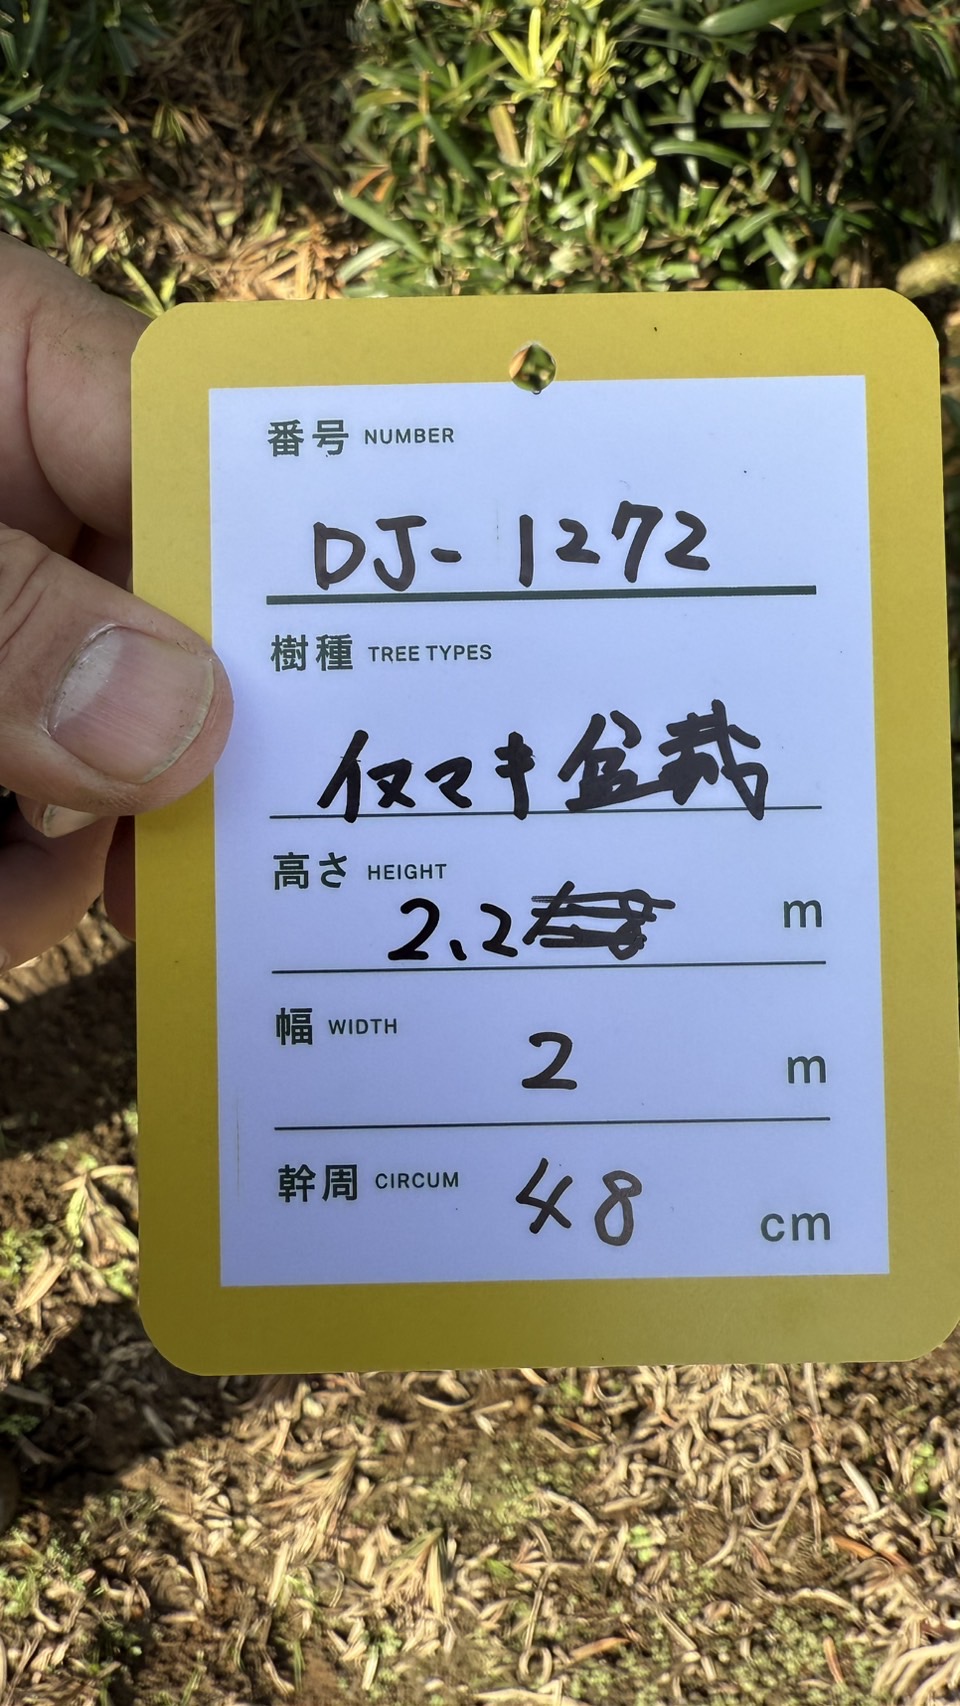 番号 NUMBER
DJ-1272
樹種 TREE TYPES
イヌマキ盆栽
高さ HEIGHT
2.2 m
幅 WIDTH
2 m
幹周 CIRCUM 48 cm